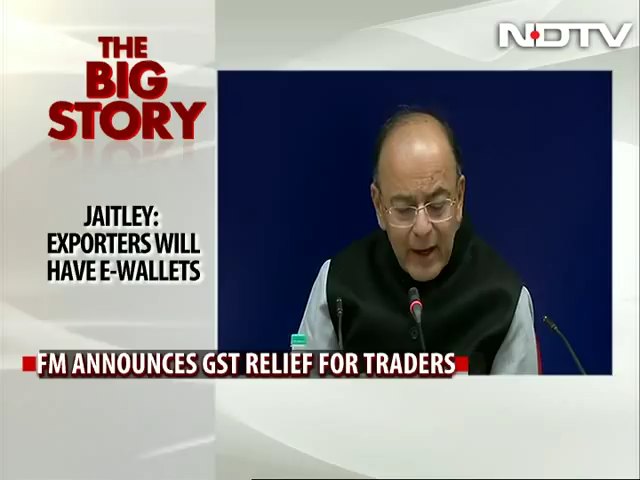 THE
BIG
STORY
NDTV
JAITLEY:
EXPORTERS WILL
HAVE E-WALLETS
FM ANNOUNCES GST RELIEF FOR TRADERS